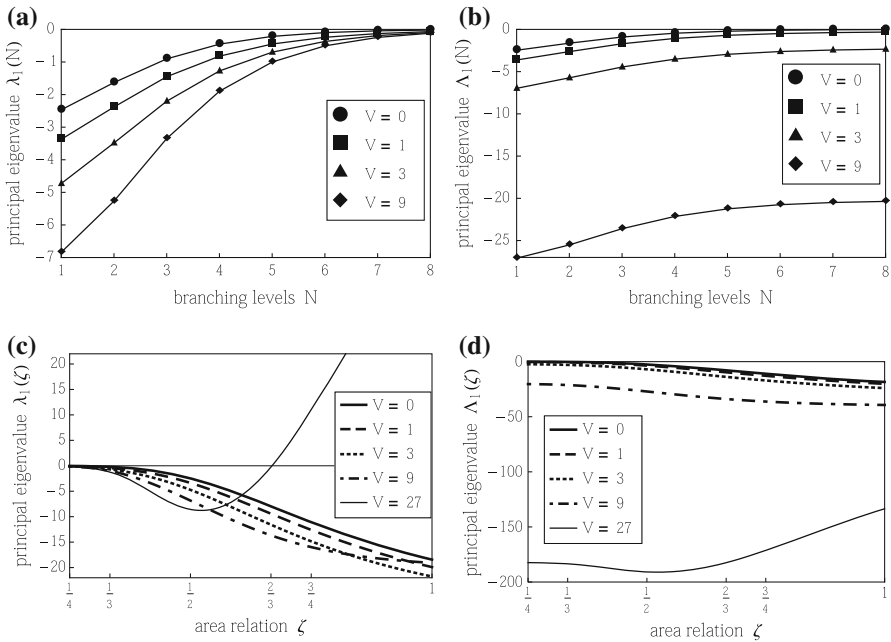 (a)
principal eigenvalue λ₁(N)
0
−1
−2
−3
−4
−5
−6
−7
V = 0
V = 1
V = 3
V = 9
1 2 3 4 5 6 7 8
branching levels N
(b)
principal eigenvalue Λ₁(N)
0
−5
−10
−15
−20
−25
V = 0
V = 1
V = 3
V = 9
1 2 3 4 5 6 7 8
branching levels N
(c)
principal eigenvalue λ₁(ζ)
20
15
10
5
0
−5
−10
−15
−20
V = 0
V = 1
V = 3
V = 9
V = 27
1/4 1/3 1/2 2/3 3/4 1
area relation ζ
(d)
principal eigenvalue Λ₁(ζ)
0
−50
−100
−150
−200
V = 0
V = 1
V = 3
V = 9
V = 27
1/4 1/3 1/2 2/3 3/4 1
area relation ζ